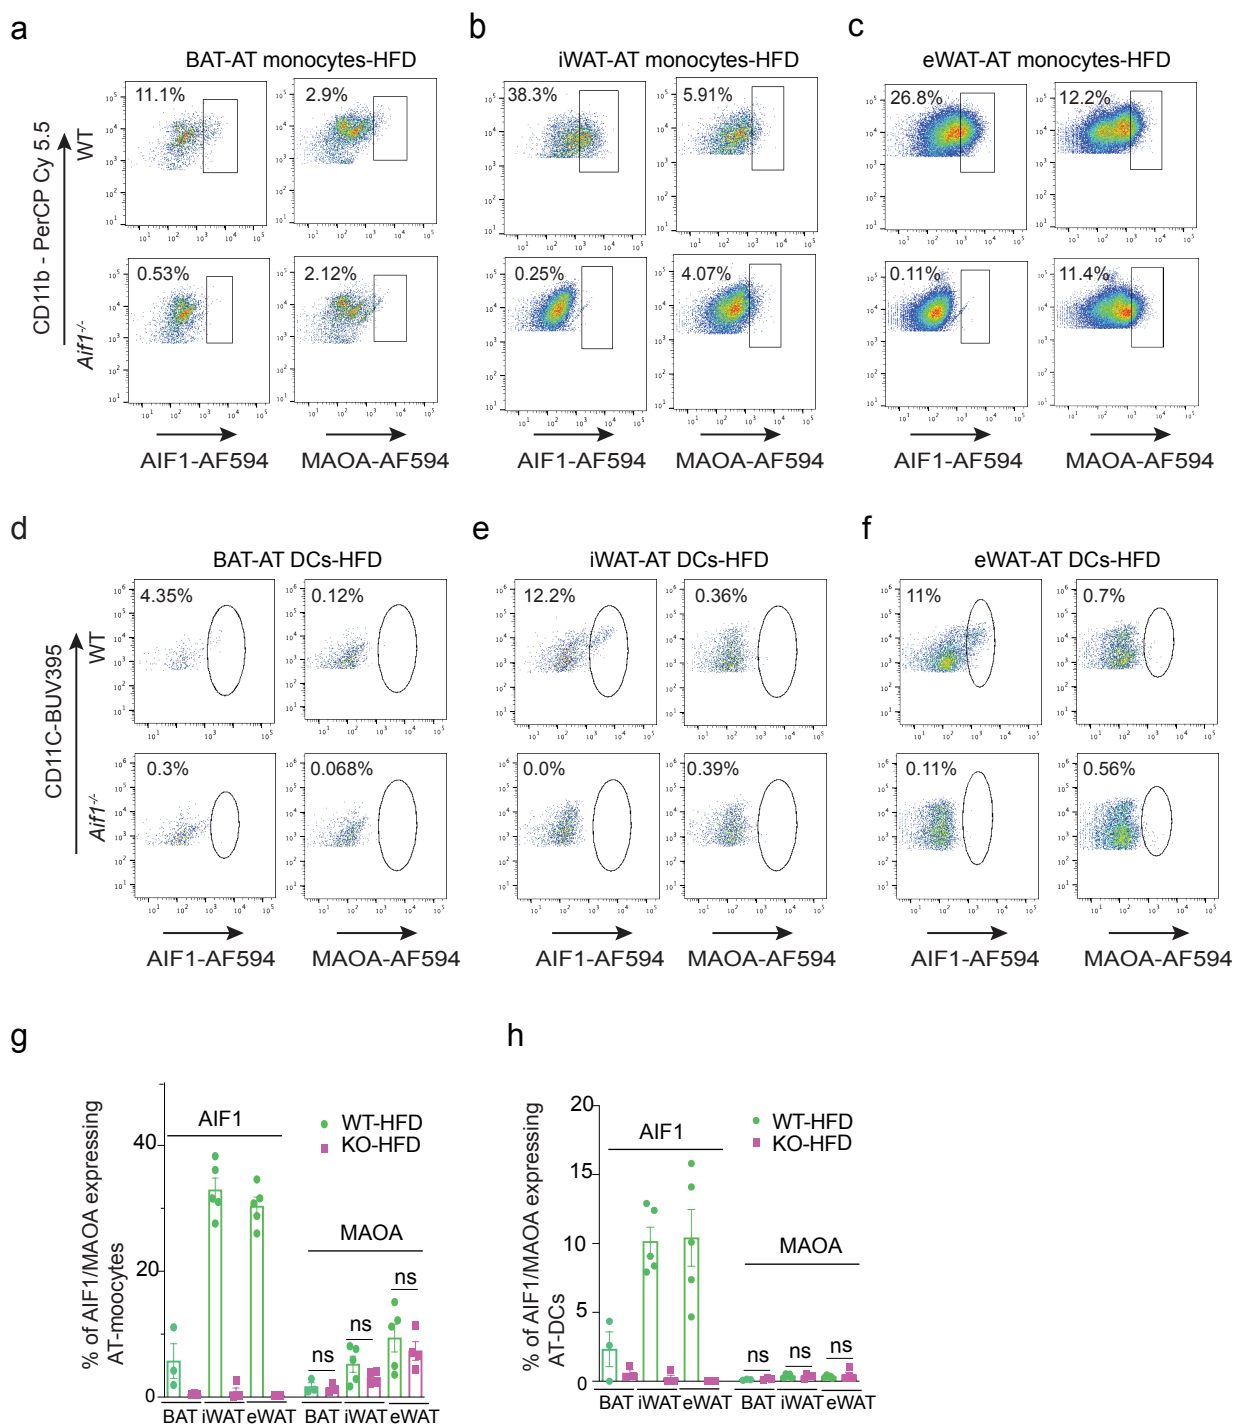 a
BAT-AT monocytes-HFD
b
iWAT-AT monocytes-HFD
c
eWAT-AT monocytes-HFD
CD11b - PerCP Cy 5.5
WT
Aif1-/-
11.1%
2.9%
38.3%
5.91%
26.8%
12.2%
0.53%
2.12%
0.25%
4.07%
0.11%
11.4%
AIF1-AF594
MAOA-AF594
AIF1-AF594
MAOA-AF594
AIF1-AF594
MAOA-AF594
d
BAT-AT DCs-HFD
e
iWAT-AT DCs-HFD
f
eWAT-AT DCs-HFD
CD11C-BUV395
WT
Aif1-/-
4.35%
0.12%
12.2%
0.36%
11%
0.7%
0.3%
0.068%
0.0%
0.39%
0.11%
0.56%
AIF1-AF594
MAOA-AF594
AIF1-AF594
MAOA-AF594
AIF1-AF594
MAOA-AF594
g
% of AIF1/MAOA expressing
AT-moocytes
40
20
0
AIF1
WT-HFD
KO-HFD
MAOA
ns
ns
ns
BAT iWAT eWAT BAT iWAT eWAT
h
% of AIF1/MAOA expressing
AT-DCs
20
15
10
5
0
AIF1
WT-HFD
KO-HFD
MAOA
ns
ns
ns
BAT iWAT eWAT BAT iWAT eWAT